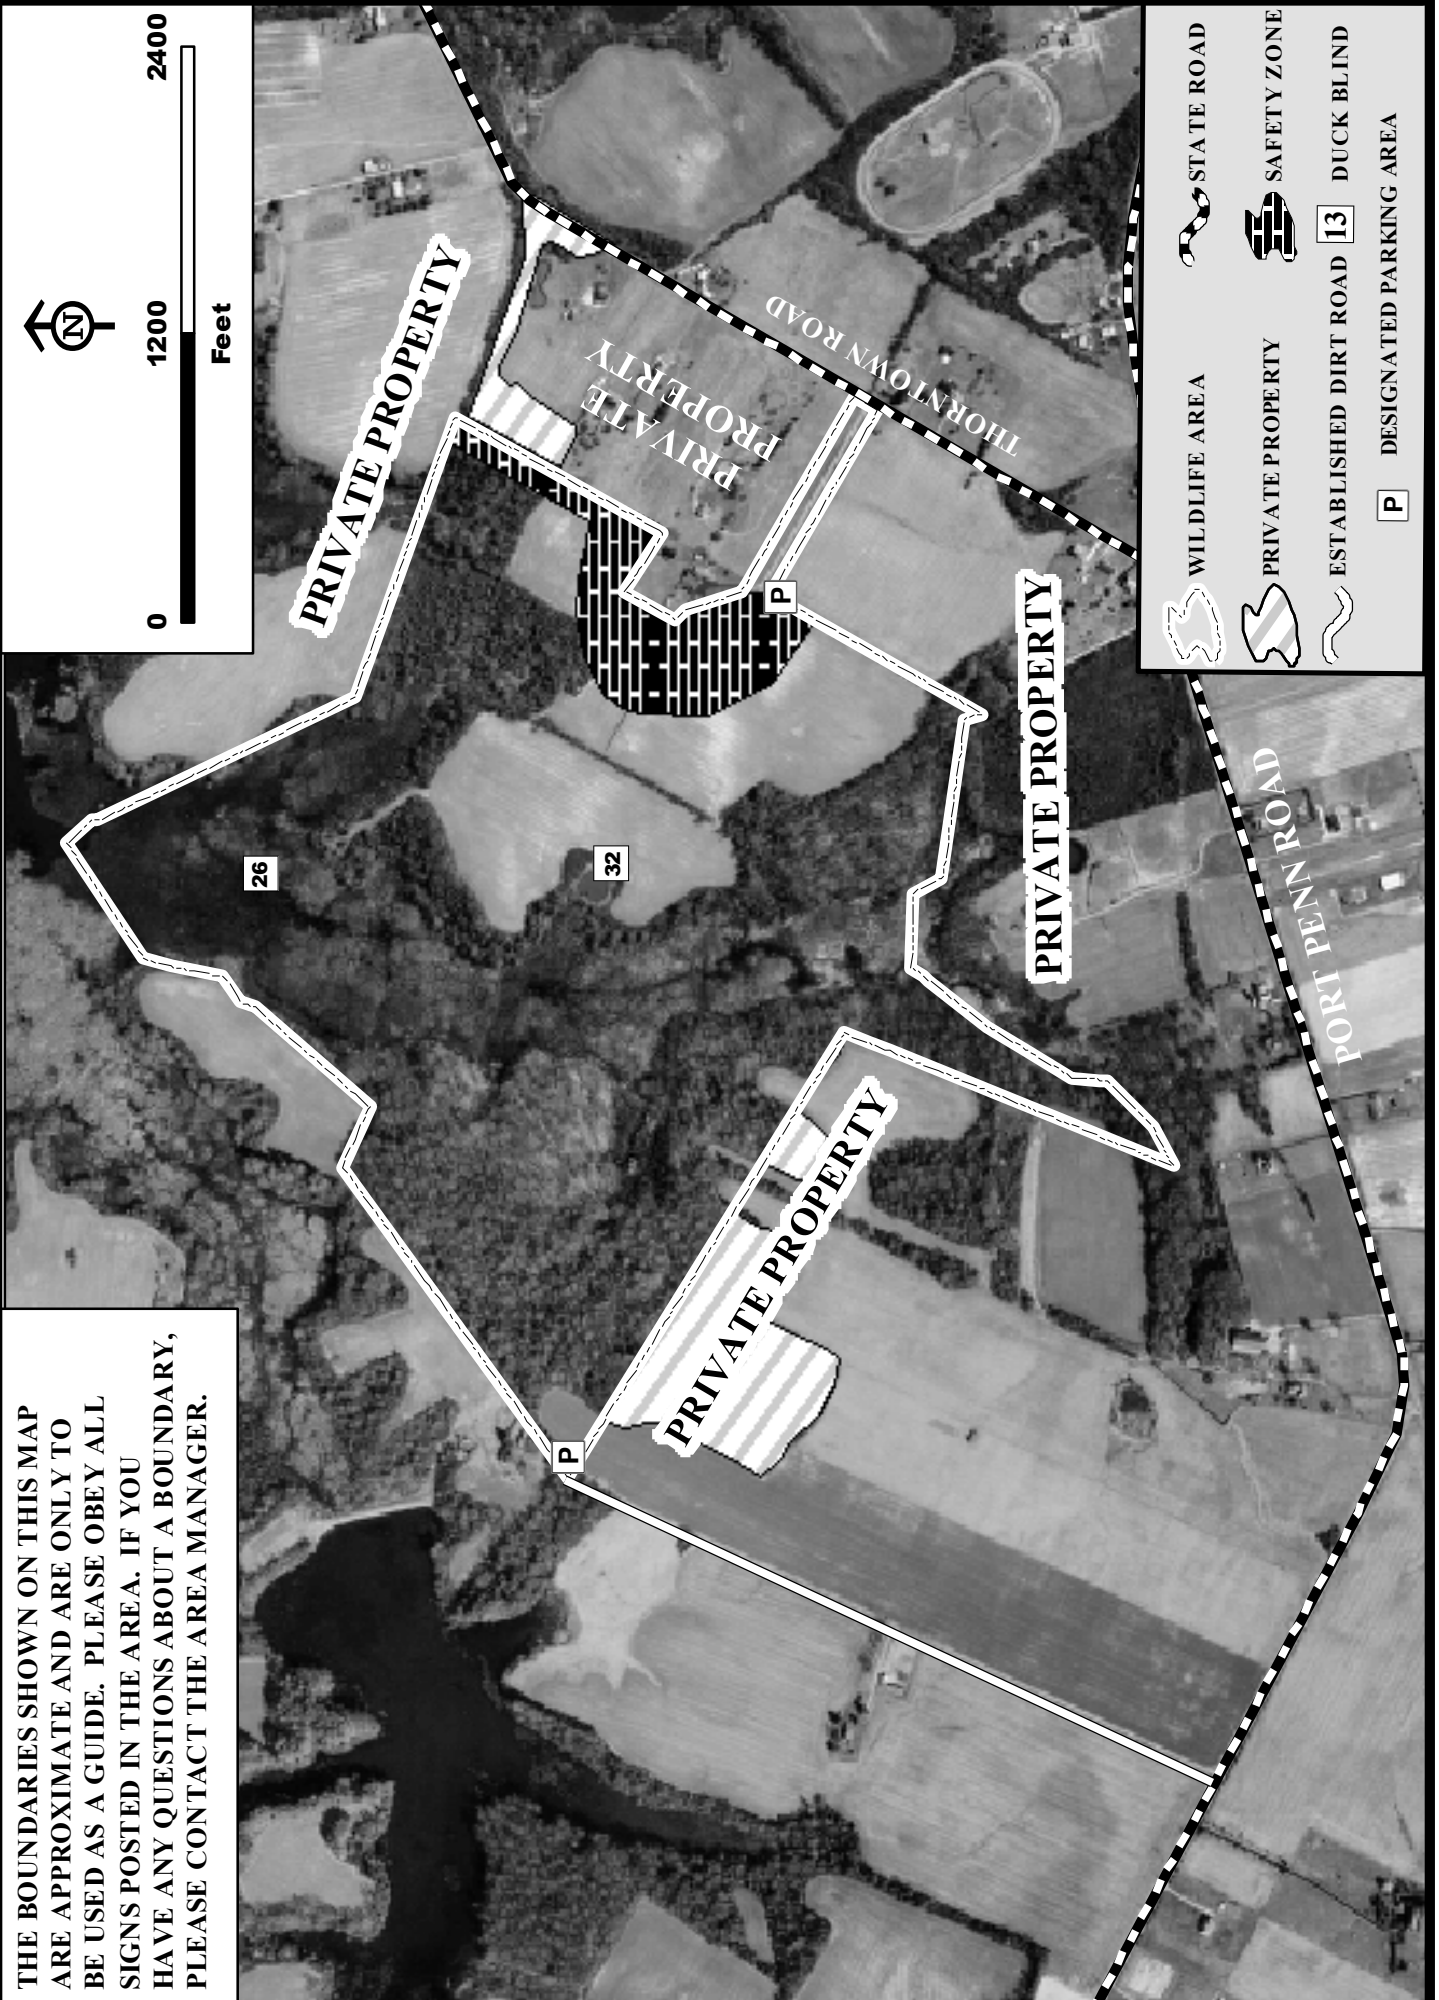 THE BOUNDARIES SHOWN ON THIS MAP
ARE APPROXIMATE AND ARE ONLY TO
BE USED AS A GUIDE. PLEASE OBEY ALL
SIGNS POSTED IN THE AREA. IF YOU
HAVE ANY QUESTIONS ABOUT A BOUNDARY,
PLEASE CONTACT THE AREA MANAGER.
N
0 1200 2400
Feet
PRIVATE PROPERTY
26
32
P
PRIVATE
PROPERTY
THORNTOWN ROAD
P
PRIVATE PROPERTY
PRIVATE PROPERTY
PORT PENN ROAD
WILDLIFE AREA
STATE ROAD
PRIVATE PROPERTY
SAFETY ZONE
ESTABLISHED DIRT ROAD
13 DUCK BLIND
P DESIGNATED PARKING AREA